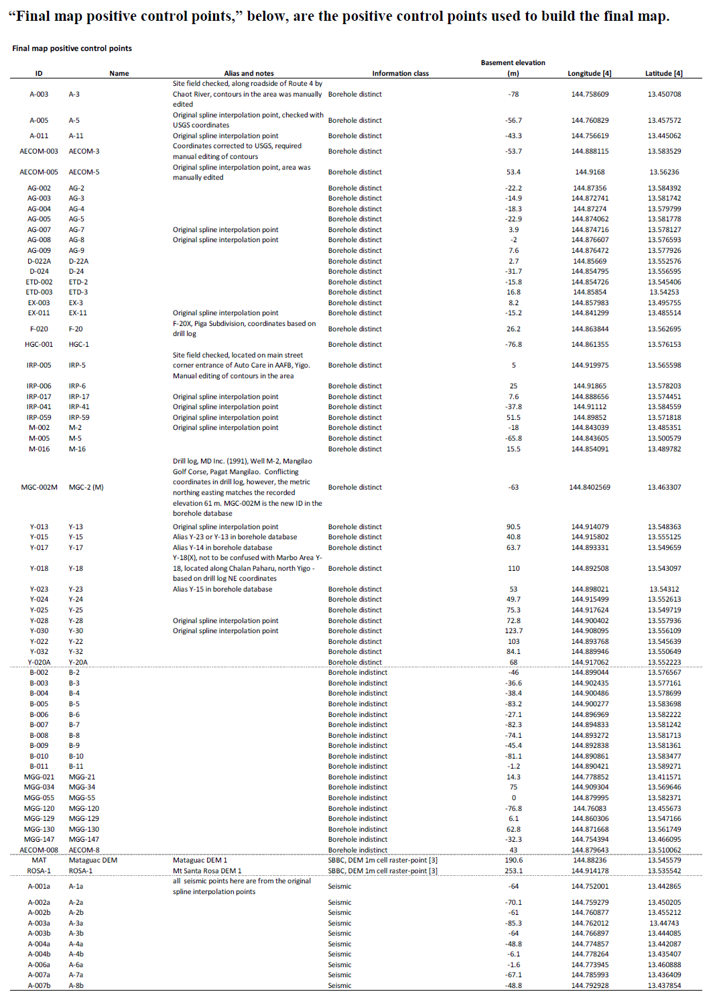 “Final map positive control points,” below, are the positive control points used to build the final map.
Final map positive control points
Basement elevation
ID Name Alias and notes Information class (m) Longitude [4] Latitude [4]
Site field checked, along roadside of Route 4 by
A-003 A-3 Chaot River, contours in the area was manually Borehole distinct -78 144.758609 13.450708
edited
Original spline interpolation point, checked with
A-005 A-5 USGS coordinates Borehole distinct -56.7 144.760829 13.457572
A-011 A-11 Original spline interpolation point Borehole distinct -43.3 144.756619 13.445062
Coordinates corrected to USGS, required
AECOM-003 AECOM-3 manual editing of contours Borehole distinct -53.7 144.888115 13.583529
Original spline interpolation point, area was
AECOM-005 AECOM-5 manually edited Borehole distinct 53.4 144.9168 13.56236
AG-002 AG-2 Borehole distinct -22.2 144.87356 13.584392
AG-003 AG-3 Borehole distinct -14.9 144.872741 13.581742
AG-004 AG-4 Borehole distinct -18.3 144.87274 13.579799
AG-005 AG-5 Borehole distinct -22.9 144.874062 13.581778
AG-007 AG-7 Original spline interpolation point Borehole distinct 3.9 144.874716 13.578127
AG-008 AG-8 Original spline interpolation point Borehole distinct -2 144.876607 13.576593
AG-009 AG-9 Borehole distinct 7.6 144.876472 13.577926
D-022A D-22A Borehole distinct 2.7 144.85669 13.552576
D-024 D-24 Borehole distinct -31.7 144.854795 13.556595
ETD-002 ETD-2 Borehole distinct -15.8 144.854726 13.545406
ETD-003 ETD-3 Borehole distinct 16.8 144.85854 13.54253
EX-003 EX-3 Borehole distinct 8.2 144.857983 13.495755
EX-011 EX-11 Original spline interpolation point Borehole distinct -15.2 144.841299 13.485514
F-20X, Piga Subdivision, coordinates based on
F-020 F-20 drill log Borehole distinct 26.2 144.863844 13.562695
HGC-001 HGC-1 Borehole distinct -76.8 144.861355 13.576153
Site field checked, located on main street
IRP-005 IRP-5 corner entrance of Auto Care in AAFB, Yigo. Borehole distinct 5 144.919975 13.565598
Manual editing of contours in the area
IRP-006 IRP-6 Borehole distinct 25 144.91865 13.578203
IRP-017 IRP-17 Original spline interpolation point Borehole distinct 7.6 144.888656 13.574451
IRP-041 IRP-41 Original spline interpolation point Borehole distinct -37.8 144.91112 13.584559
IRP-059 IRP-59 Original spline interpolation point Borehole distinct 51.5 144.89852 13.571818
M-002 M-2 Original spline interpolation point Borehole distinct -18 144.843039 13.485351
M-005 M-5 Borehole distinct -65.8 144.843605 13.500579
M-016 M-16 Borehole distinct 15.5 144.854091 13.489782
Drill log, MD Inc. (1991), Well M-2, Mangilao
Golf Corse, Pagat Mangilao. Conflicting
coordinates in drill log, however, the metric
MGC-002M MGC-2 (M) northing easting matches the recorded Borehole distinct -63 144.8402569 13.463307
elevation 61 m. MGC-002M is the new ID in the
borehole database
Y-013 Y-13 Original spline interpolation point Borehole distinct 90.5 144.914079 13.548363
Y-015 Y-15 Alias Y-23 or Y-13 in borehole database Borehole distinct 40.8 144.915802 13.555125
Y-017 Y-17 Alias Y-14 in borehole database Borehole distinct 63.7 144.893331 13.549659
Y-18(X), not to be confused with Marbo Area Y-
Y-018 Y-18 18, located along Chalan Paharu, north Yigo - Borehole distinct 110 144.892508 13.543097
based on drill log NE coordinates
Y-023 Y-23 Alias Y-15 in borehole database Borehole distinct 53 144.898021 13.54312
Y-024 Y-24 Borehole distinct 49.7 144.915499 13.552613
Y-025 Y-25 Borehole distinct 75.3 144.917624 13.549719
Y-028 Y-28 Original spline interpolation point Borehole distinct 72.8 144.900402 13.557936
Y-030 Y-30 Original spline interpolation point Borehole distinct 123.7 144.908095 13.556109
Y-022 Y-22 Borehole distinct 103 144.893768 13.545639
Y-032 Y-32 Borehole distinct 84.1 144.889946 13.550649
Y-020A Y-20A Borehole distinct 68 144.917062 13.552223
B-002 B-2 Borehole indistinct -46 144.899044 13.576567
B-003 B-3 Borehole indistinct -36.6 144.902435 13.577161
B-004 B-4 Borehole indistinct -38.4 144.900486 13.578699
B-005 B-5 Borehole indistinct -83.2 144.900277 13.583698
B-006 B-6 Borehole indistinct -27.1 144.896969 13.582222
B-007 B-7 Borehole indistinct -82.3 144.894833 13.581242
B-008 B-8 Borehole indistinct -74.1 144.893272 13.581713
B-009 B-9 Borehole indistinct -45.4 144.892838 13.581361
B-010 B-10 Borehole indistinct -81.1 144.890861 13.583477
B-011 B-11 Borehole indistinct -1.2 144.890421 13.589271
MGG-021 MGG-21 Borehole indistinct 14.3 144.778852 13.411571
MGG-034 MGG-34 Borehole indistinct 75 144.909304 13.569646
MGG-055 MGG-55 Borehole indistinct 0 144.879995 13.582371
MGG-120 MGG-120 Borehole indistinct -76.8 144.76083 13.455673
MGG-129 MGG-129 Borehole indistinct 6.1 144.860306 13.547166
MGG-130 MGG-130 Borehole indistinct 62.8 144.871668 13.561749
MGG-147 MGG-147 Borehole indistinct -32.3 144.754394 13.466095
AECOM-008 AECOM-8 Borehole indistinct 43 144.879643 13.510062
MAT Mataguac DEM Mataguac DEM 1 SBBC, DEM 1m cell raster-point [3] 190.6 144.88236 13.545579
ROSA-1 ROSA-1 Mt Santa Rosa DEM 1 SBBC, DEM 1m cell raster-point [3] 253.1 144.914178 13.535542
all seismic points here are from the original
A-001a A-1a spline interpolation points Seismic -64 144.752001 13.442865
A-002a A-2a Seismic -70.1 144.759279 13.450205
A-002b A-2b Seismic -61 144.760877 13.455212
A-003a A-3a Seismic -85.3 144.762012 13.44743
A-003b A-3b Seismic -64 144.766897 13.444085
A-004a A-4a Seismic -48.8 144.774857 13.442087
A-004b A-4b Seismic -6.1 144.778264 13.435407
A-006a A-6a Seismic -1.6 144.773945 13.460888
A-007a A-7a Seismic -67.1 144.785993 13.436409
A-007b A-8b Seismic -48.8 144.792928 13.437854